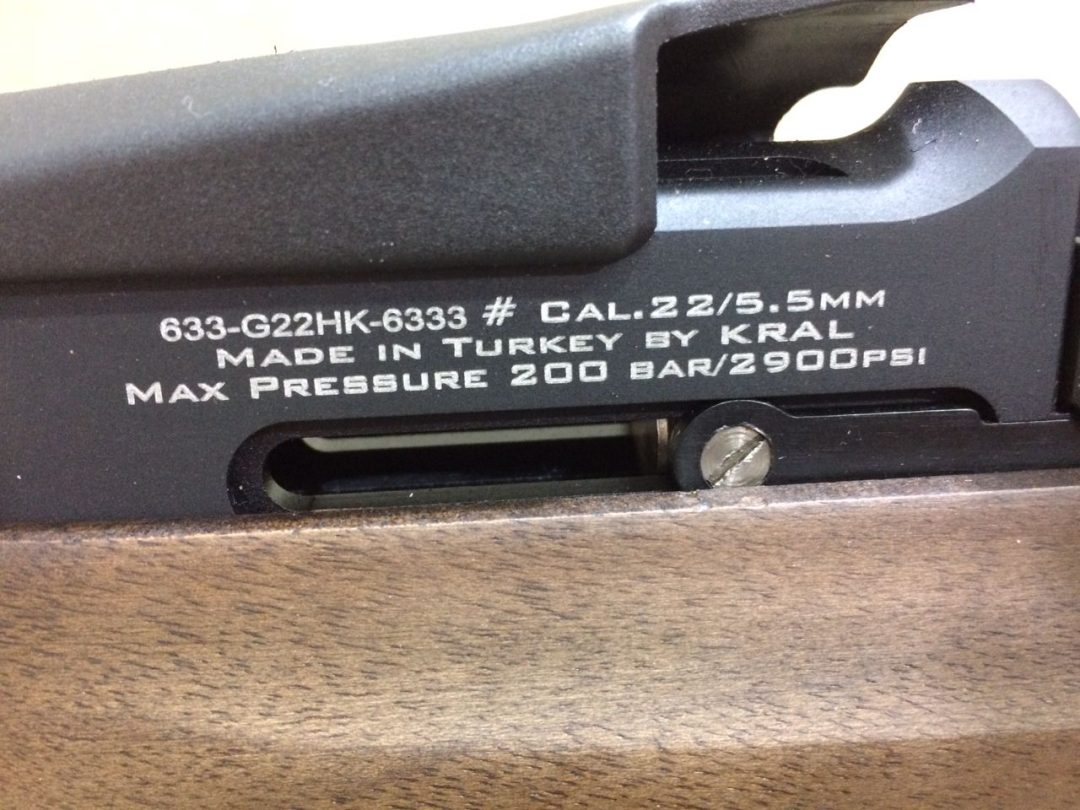 633-G22HK-6333 # CAL.22/5.5MM
MADE IN TURKEY BY KRAL
MAX PRESSURE 200 BAR/2900PSI